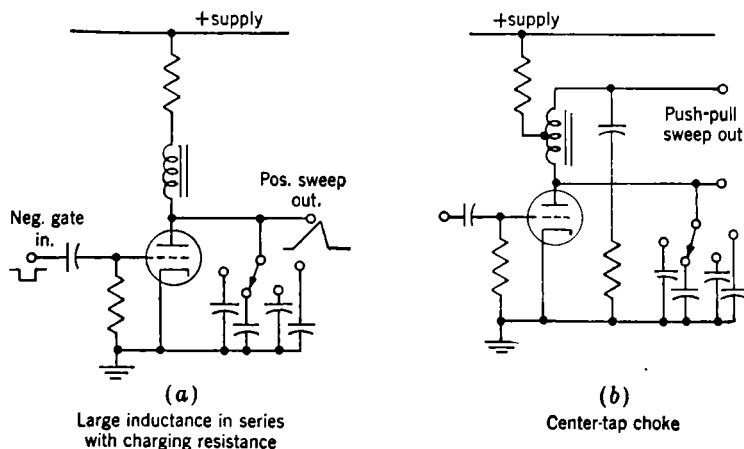 +supply
Neg. gate
in.
Pos. sweep
out.
(a)
Large inductance in series
with charging resistance
+supply
Push-pull
sweep out
(b)
Center-tap choke